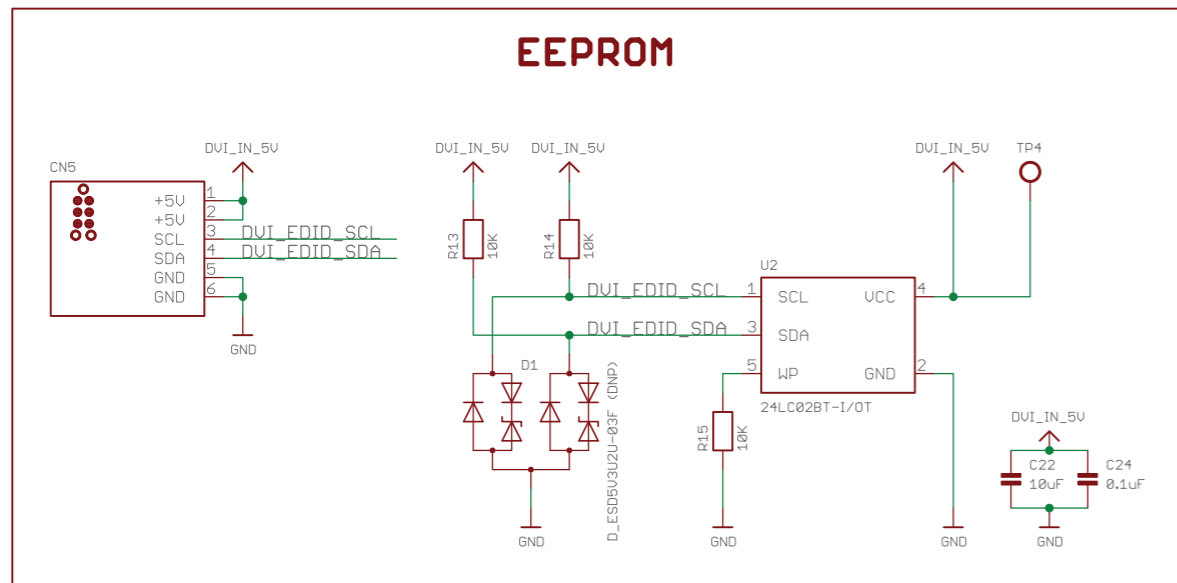 EEPROM
CN5
DVI_IN_5V
+5V 1
+5V 2
SCL 3 DVI_EDID_SCL
SDA 4 DVI_EDID_SDA
GND 5
GND 6
GND
DVI_IN_5V
DVI_IN_5V
R13
10K
R14
10K
DVI_EDID_SCL
DVI_EDID_SDA
D1
D_ESD5V3U2U-03F (DNP)
GND
DVI_IN_5V
TP4
U2
1 SCL VCC 4
3 SDA
5 WP GND 2
24LC02BT-I/OT
R15
10K
GND
GND
DVI_IN_5V
C22
10uF
C24
0.1uF
GND